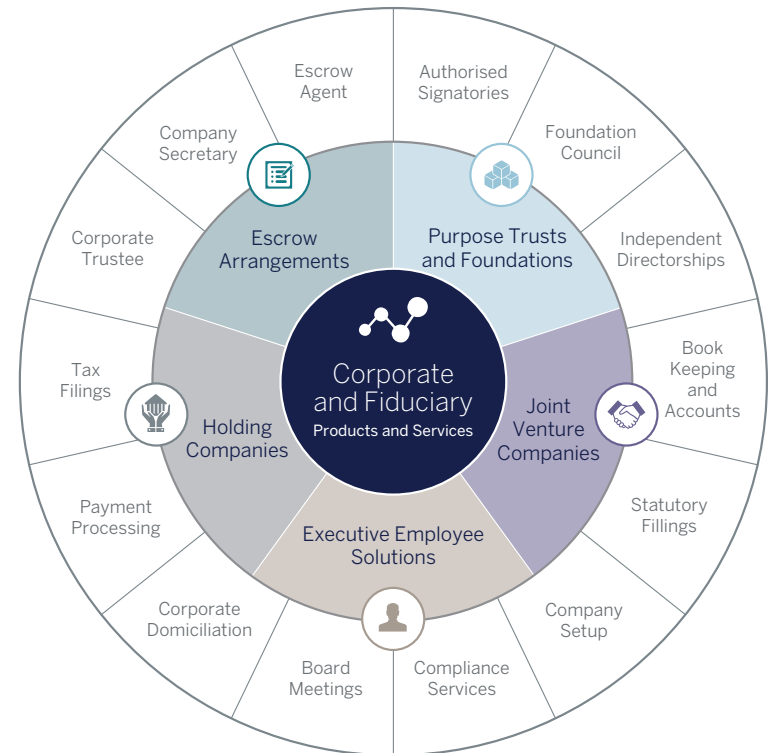 Escrow
Agent
Authorised
Signatories
Foundation
Council
Independent
Directorships
Book
Keeping
and
Accounts
Statutory
Fillings
Company
Setup
Compliance
Services
Board
Meetings
Corporate
Domiciliation
Payment
Processing
Tax
Filings
Corporate
Trustee
Company
Secretary
Escrow
Arrangements
Purpose Trusts
and Foundations
Joint
Venture
Companies
Executive Employee
Solutions
Holding
Companies
Corporate
and Fiduciary
Products and Services